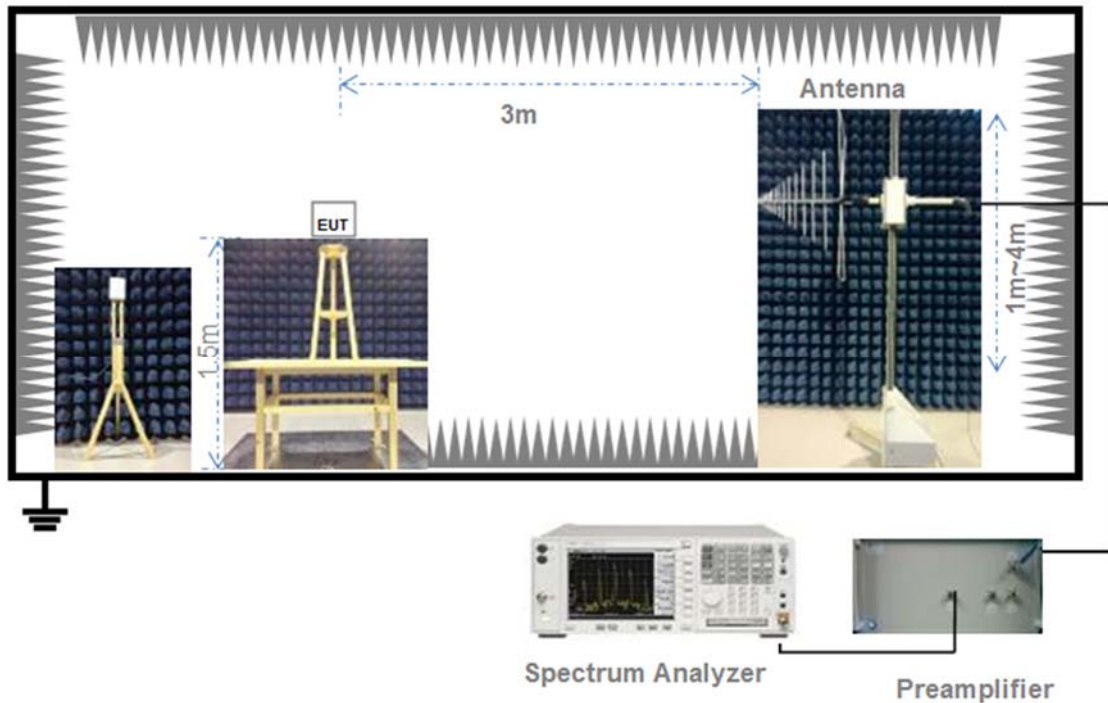 Antenna
3m
EUT
1m~4m
1.5m
Spectrum Analyzer
Preamplifier